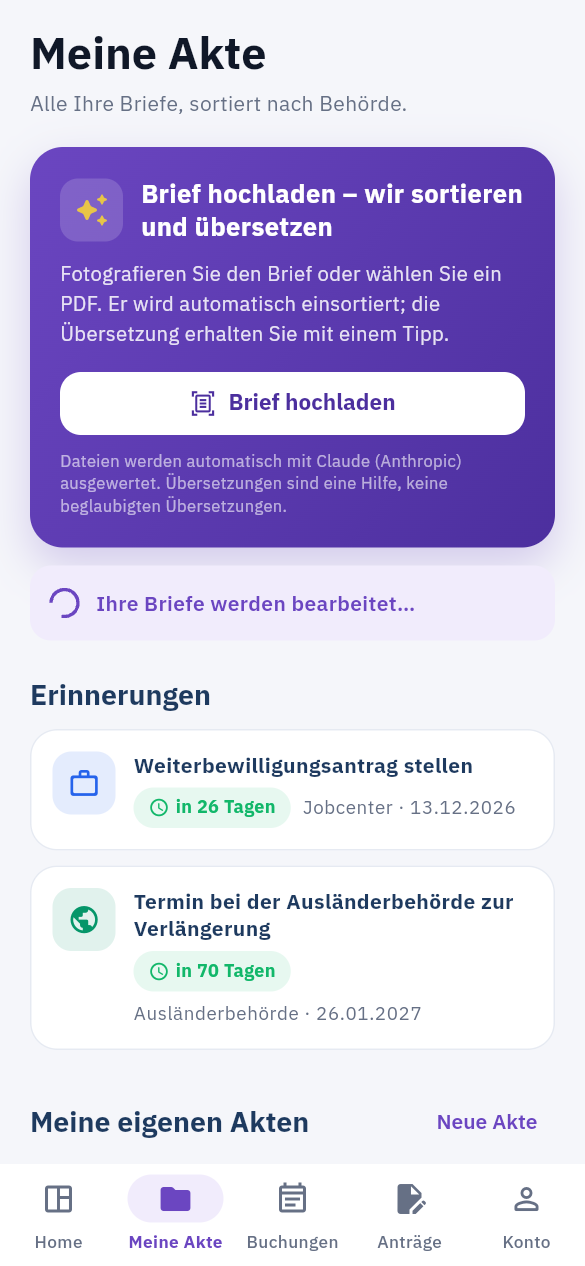 Meine Akte
Alle Ihre Briefe, sortiert nach Behörde.
Brief hochladen – wir sortieren
und übersetzen
Fotografieren Sie den Brief oder wählen Sie ein
PDF. Er wird automatisch einsortiert; die
Übersetzung erhalten Sie mit einem Tipp.
Brief hochladen
Dateien werden automatisch mit Claude (Anthropic)
ausgewertet. Übersetzungen sind eine Hilfe, keine
beglaubigten Übersetzungen.
Ihre Briefe werden bearbeitet…
Erinnerungen
Weiterbewilligungsantrag stellen
in 26 Tagen Jobcenter · 13.12.2026
Termin bei der Ausländerbehörde zur
Verlängerung
in 70 Tagen
Ausländerbehörde · 26.01.2027
Meine eigenen Akten Neue Akte
Home Meine Akte Buchungen Anträge Konto